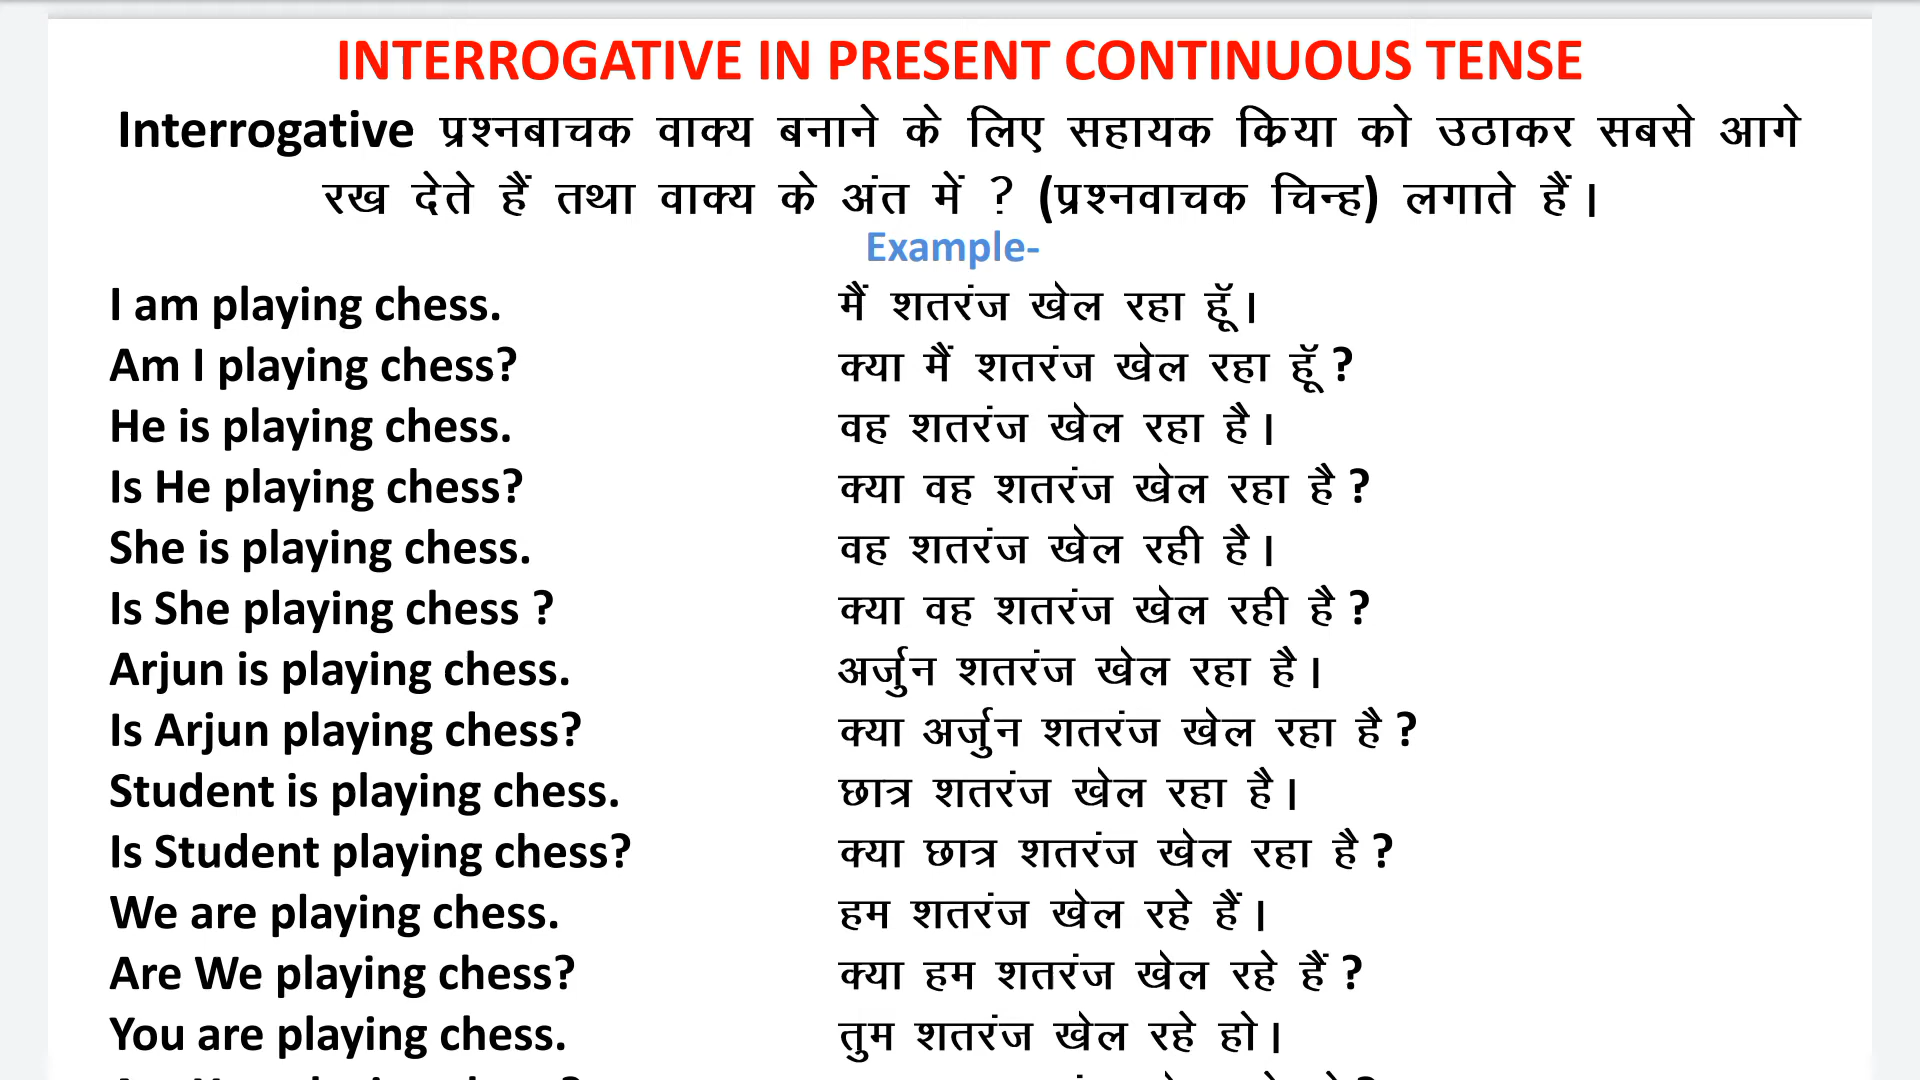 INTERROGATIVE IN PRESENT CONTINUOUS TENSE
Interrogative प्रश्नबाचक वाक्य बनाने के लिए सहायक क्रिया को उठाकर सबसे आगे
रख देते हैं तथा वाक्य के अंत में ? (प्रश्नवाचक चिन्ह) लगाते हैं।
Example-
I am playing chess. मैं शतरंज खेल रहा हूॅ।
Am I playing chess? क्या मैं शतरंज खेल रहा हूॅ ?
He is playing chess. वह शतरंज खेल रहा है।
Is He playing chess? क्या वह शतरंज खेल रहा है ?
She is playing chess. वह शतरंज खेल रही है।
Is She playing chess ? क्या वह शतरंज खेल रही है ?
Arjun is playing chess. अर्जुन शतरंज खेल रहा है।
Is Arjun playing chess? क्या अर्जुन शतरंज खेल रहा है ?
Student is playing chess. छात्र शतरंज खेल रहा है।
Is Student playing chess? क्या छात्र शतरंज खेल रहा है ?
We are playing chess. हम शतरंज खेल रहे हैं।
Are We playing chess? क्या हम शतरंज खेल रहे हैं ?
You are playing chess. तुम शतरंज खेल रहे हो।